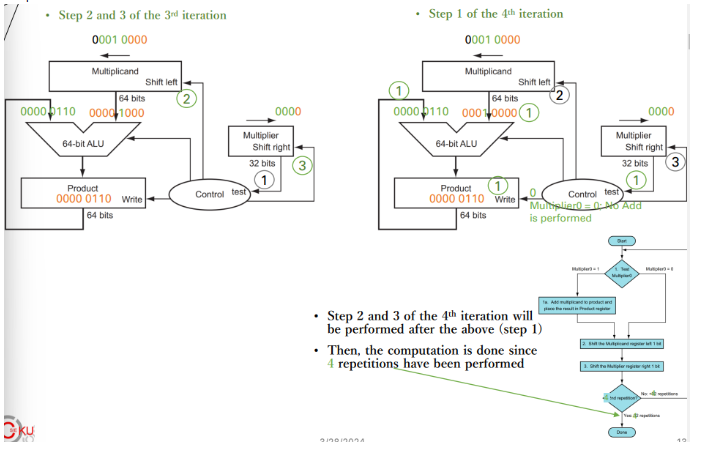 • Step 2 and 3 of the 3rd iteration
0001 0000
Multiplicand
Shift left
64 bits
2
0000 0110
0000 1000
0000
64-bit ALU
Multiplier
Shift right
32 bits
3
1
Product
0000 0110
Write
Control
test
64 bits
• Step 1 of the 4th iteration
0001 0000
Multiplicand
Shift left
1
64 bits
2
0000 0110
0001 0000
1
0000
64-bit ALU
Multiplier
Shift right
32 bits
3
1
Product
1
0000 0110
Write
0
Control
test
Multiplier0 = 0: No Add
is performed
64 bits
Start
Multiplier0 = 1
1. Test
Multiplier0
Multiplier0 = 0
1a. Add multiplicand to product and
place the result in Product register
2. Shift the Multiplicand register left 1 bit
3. Shift the Multiplier register right 1 bit
repetition?
No:
repetitions
Yes:
repetitions
Done
• Step 2 and 3 of the 4th iteration will
be performed after the above (step 1)
• Then, the computation is done since
4 repetitions have been performed
KU